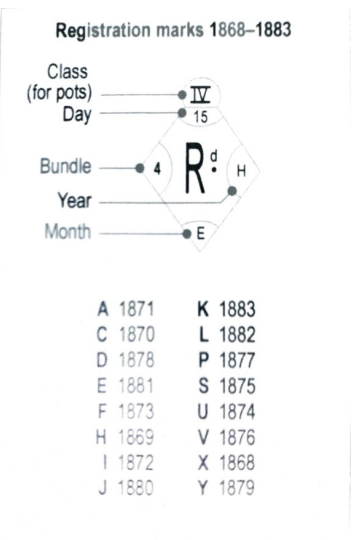 Registration marks 1868–1883
Class
(for pots)
IV
Day
15
Bundle
4
Rd.
H
Year
Month
E
A 1871
K 1883
C 1870
L 1882
D 1878
P 1877
E 1881
S 1875
F 1873
U 1874
H 1869
V 1876
I 1872
X 1868
J 1880
Y 1879